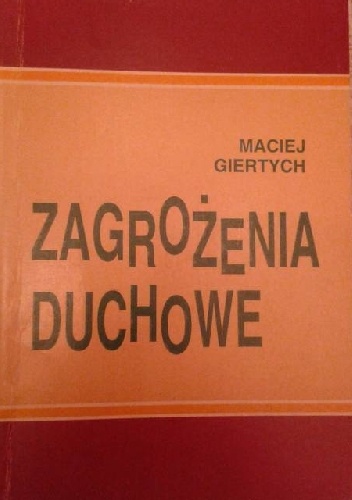 MACIEJ
GIERTYCH
ZAGROŻENIA
DUCHOWE